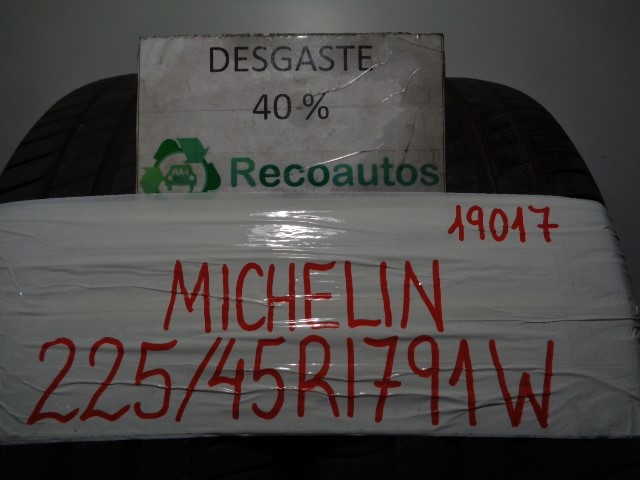 DESGASTE
40 %
Recoautos
19017
MICHELIN
225/45R1791W